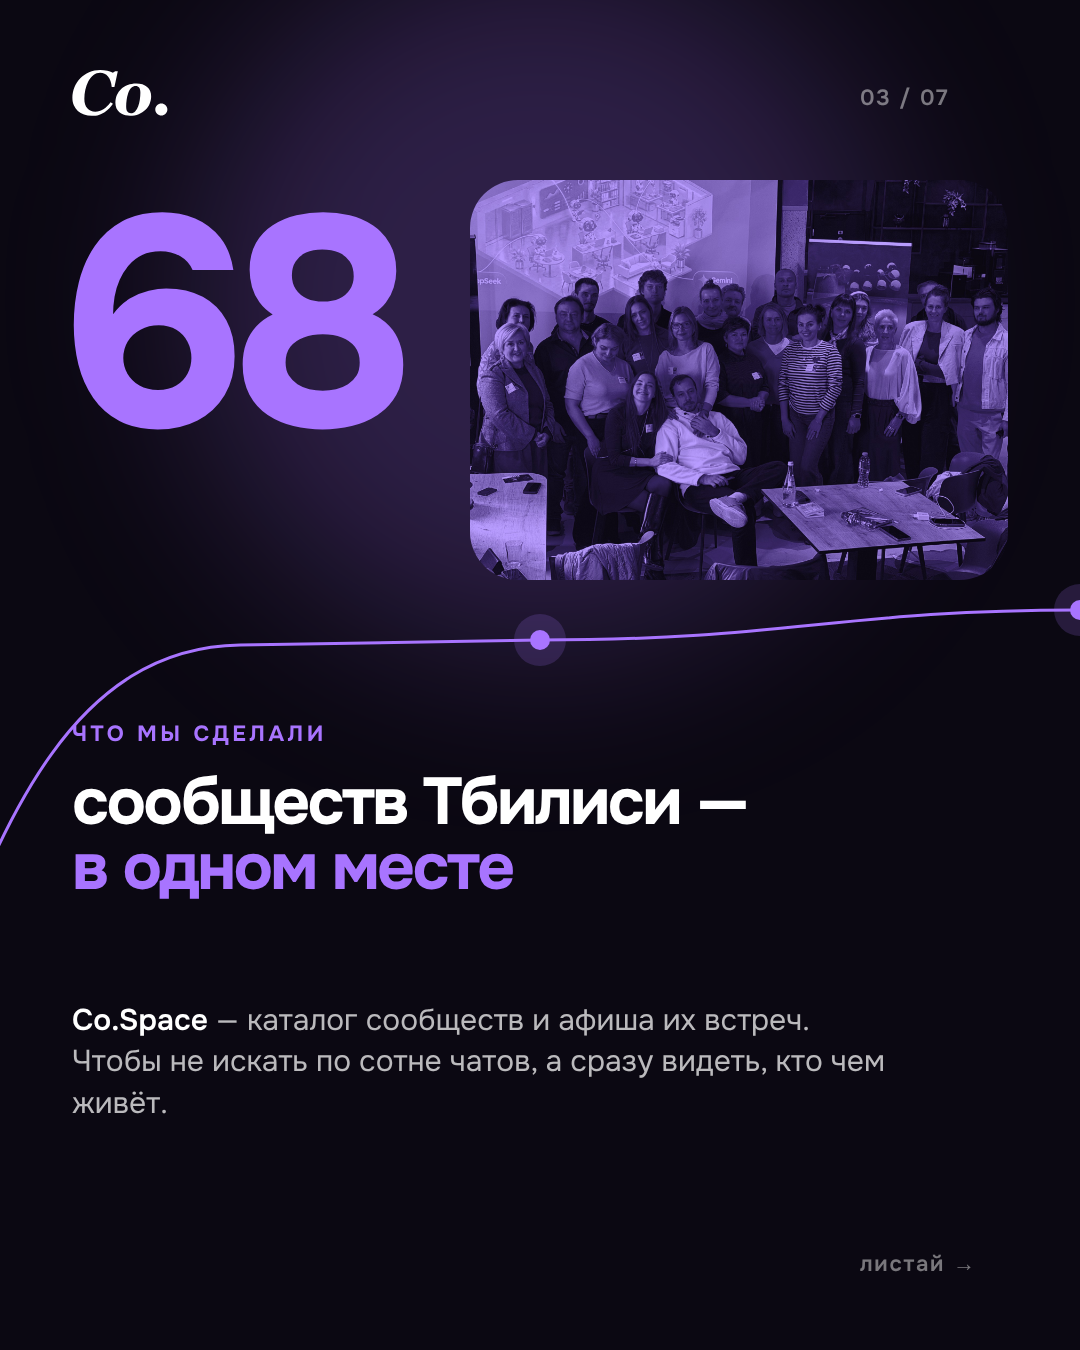 Co.
03 / 07
68
Gemini
ЧТО МЫ СДЕЛАЛИ
сообществ Тбилиси —
в одном месте
Co.Space — каталог сообществ и афиша их встреч.
Чтобы не искать по сотне чатов, а сразу видеть, кто чем
живёт.
листай →